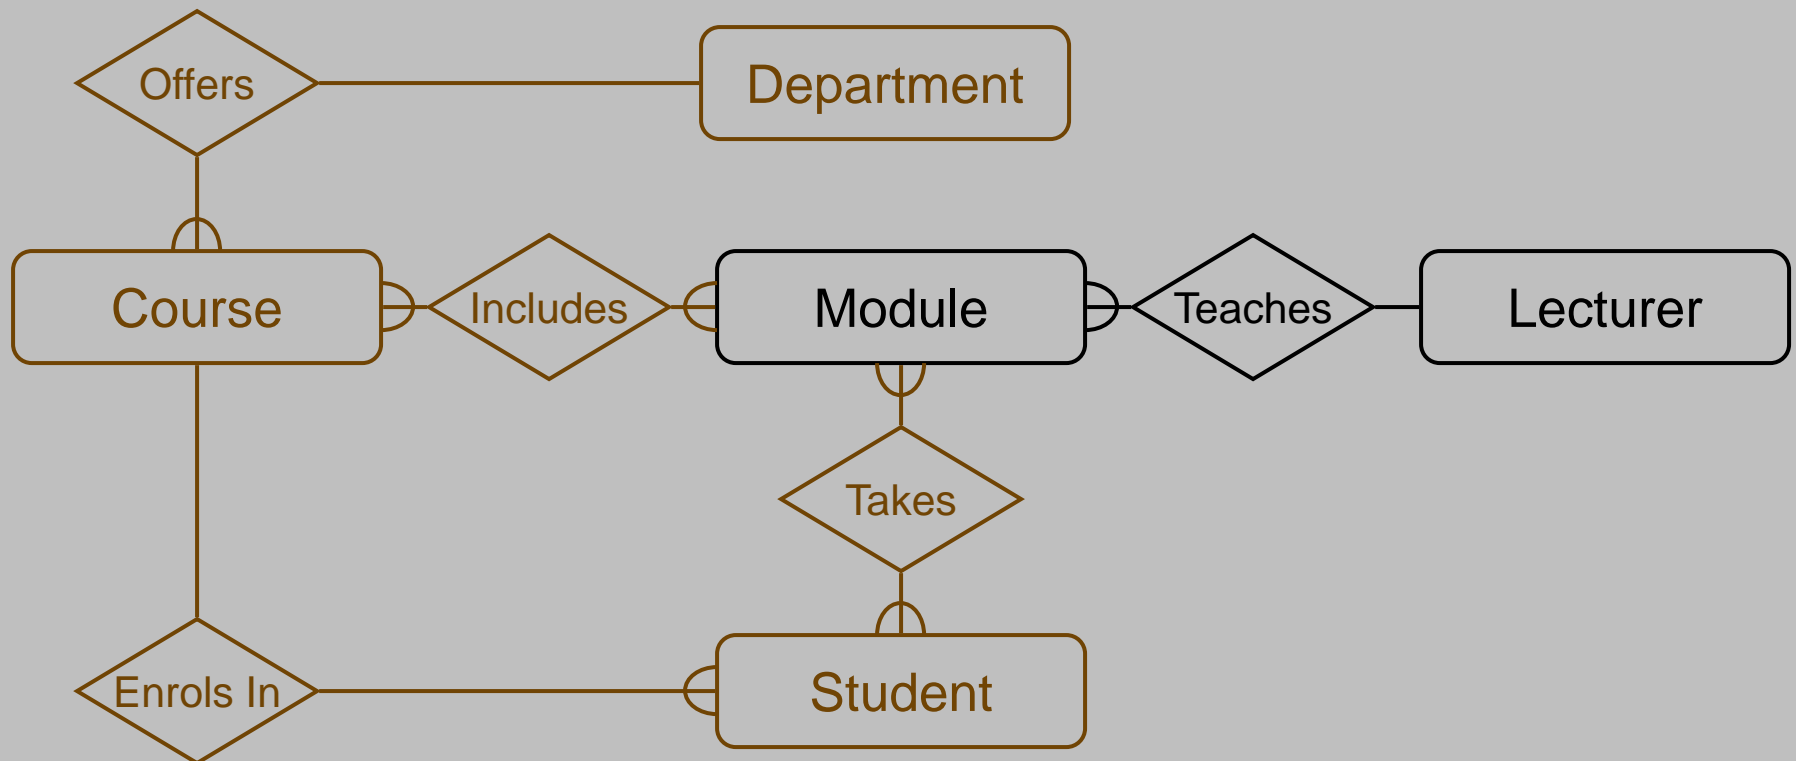 Offers
Department
Course
Includes
Module
Teaches
Lecturer
Takes
Enrols In
Student